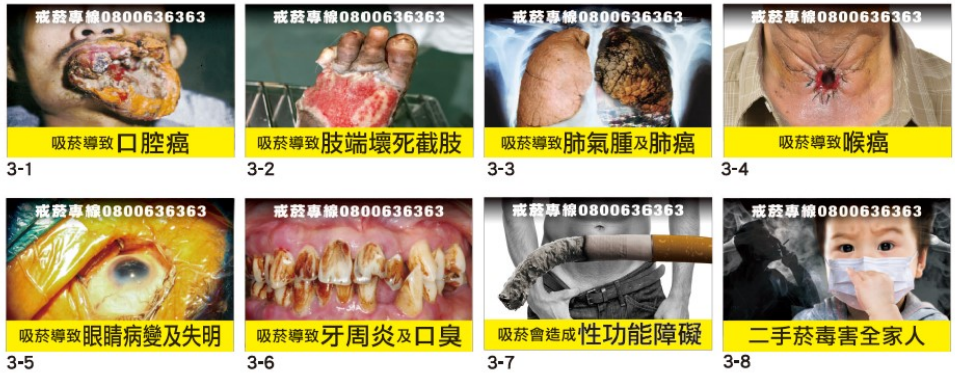 戒菸專線0800636363
吸菸導致口腔癌
3-1
戒菸專線0800636363
吸菸導致肢端壞死截肢
3-2
戒菸專線0800636363
吸菸導致肺氣腫及肺癌
3-3
戒菸專線0800636363
吸菸導致喉癌
3-4
戒菸專線0800636363
吸菸導致眼睛病變及失明
3-5
戒菸專線0800636363
吸菸導致牙周炎及口臭
3-6
戒菸專線0800636363
吸菸會造成性功能障礙
3-7
戒菸專線0800636363
二手菸毒害全家人
3-8